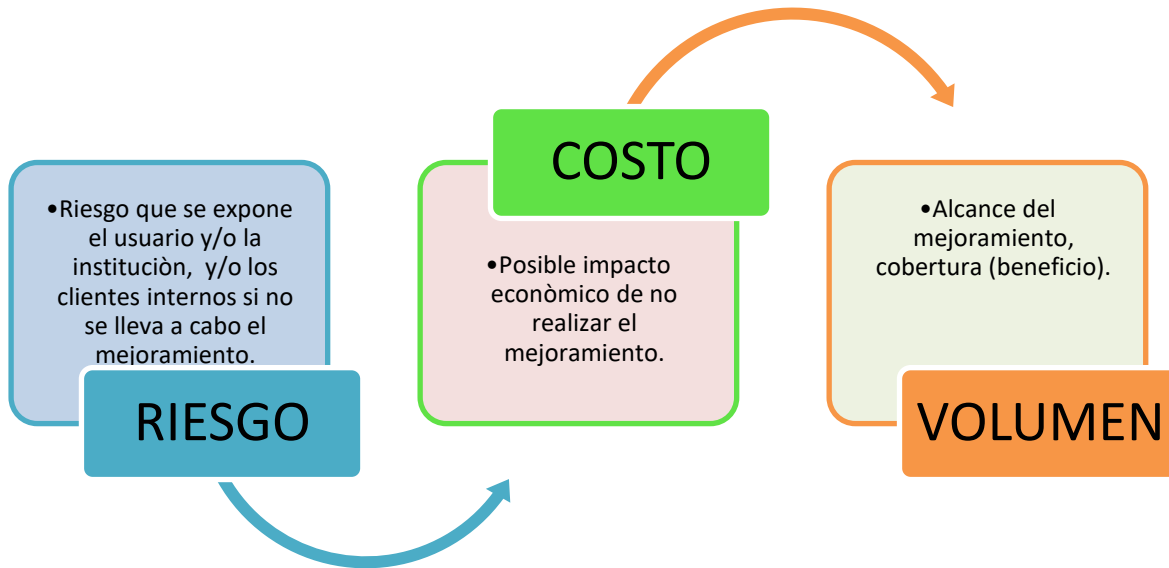 •Riesgo que se expone
el usuario y/o la
instituciòn, y/o los
clientes internos si no
se lleva a cabo el
mejoramiento.
RIESGO
COSTO
•Posible impacto
econòmico de no
realizar el
mejoramiento.
•Alcance del
mejoramiento,
cobertura (beneficio).
VOLUMEN